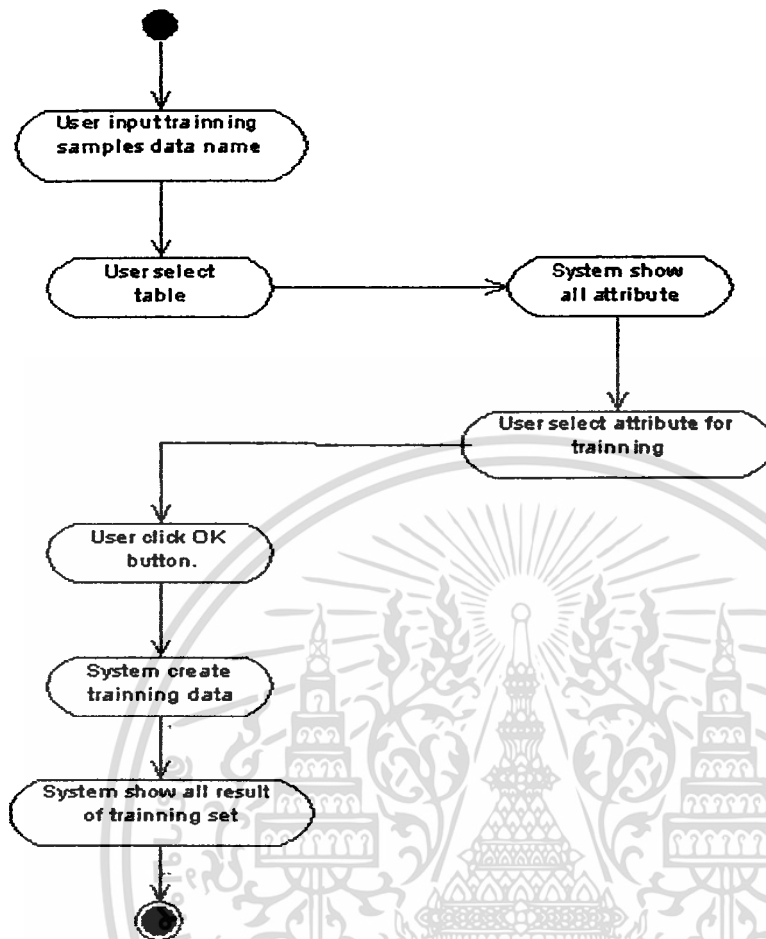 User input trainning
samples data name
User select
table
System show
all attribute
User select attribute for
trainning
User click OK
button.
System create
trainning data
System show all result
of trainning set